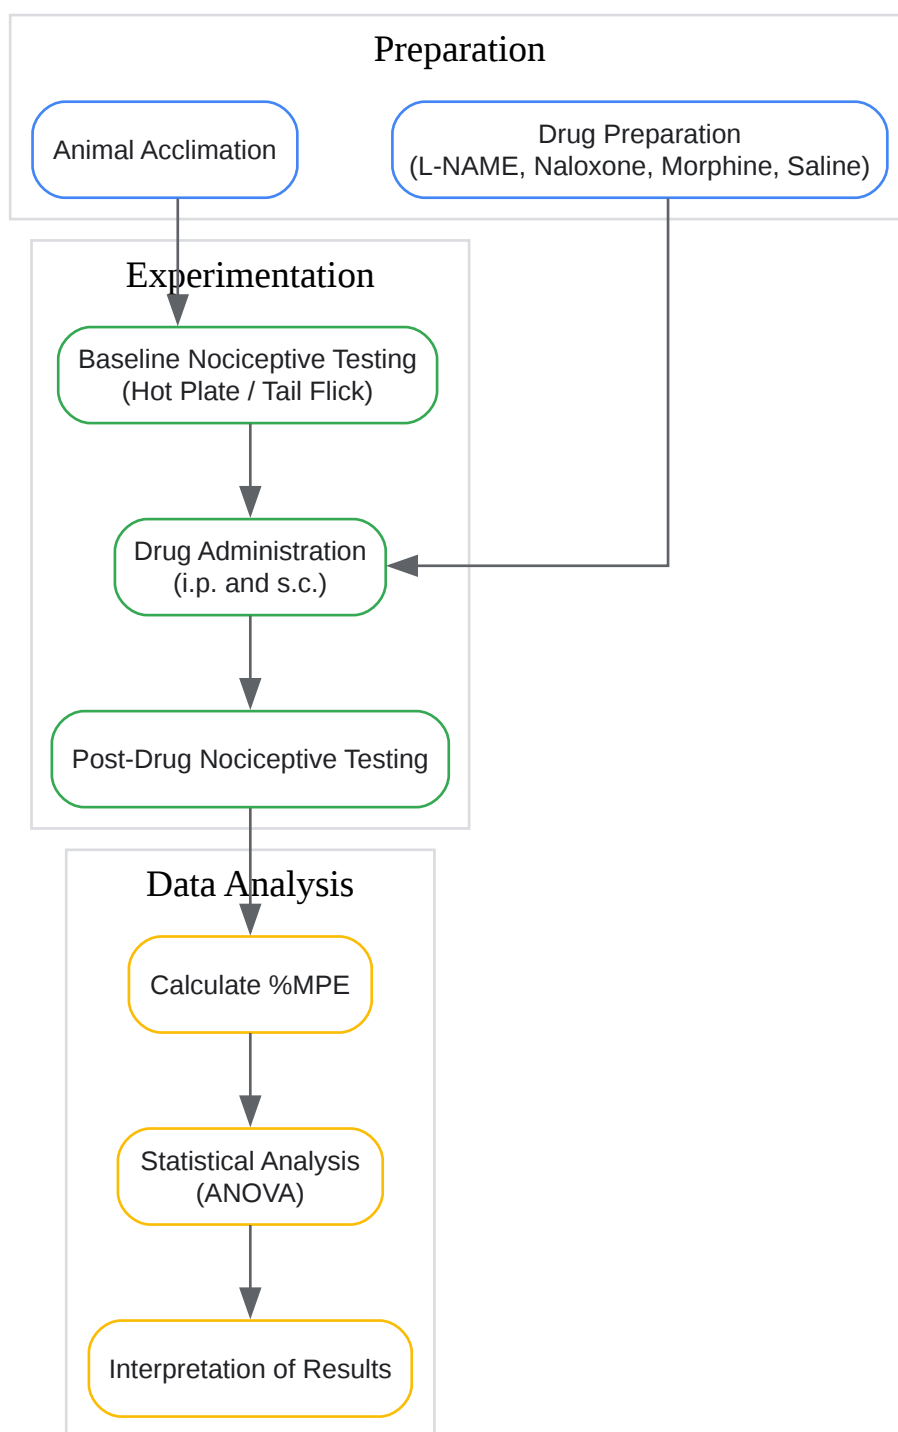 Preparation
Animal Acclimation
Drug Preparation
(L-NAME, Naloxone, Morphine, Saline)
Experimentation
Baseline Nociceptive Testing
(Hot Plate / Tail Flick)
Drug Administration
(i.p. and s.c.)
Post-Drug Nociceptive Testing
Data Analysis
Calculate %MPE
Statistical Analysis
(ANOVA)
Interpretation of Results